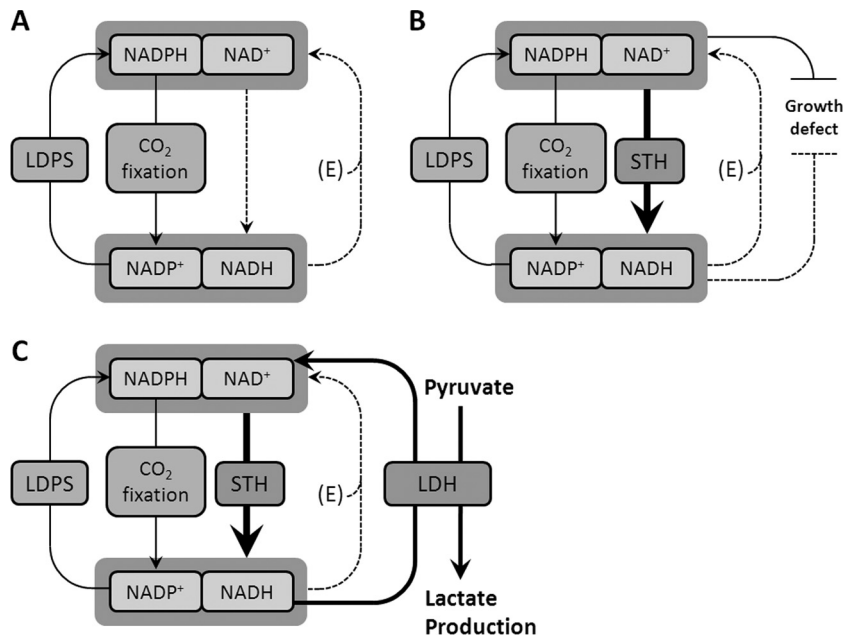 A
NADPH NAD⁺
LDPS
CO₂
fixation
(E)
NADP⁺ NADH
B
NADPH NAD⁺
Growth
defect
LDPS
CO₂
fixation
STH
(E)
NADP⁺ NADH
C
NADPH NAD⁺
Pyruvate
LDPS
CO₂
fixation
STH
(E)
LDH
NADP⁺ NADH
Lactate
Production